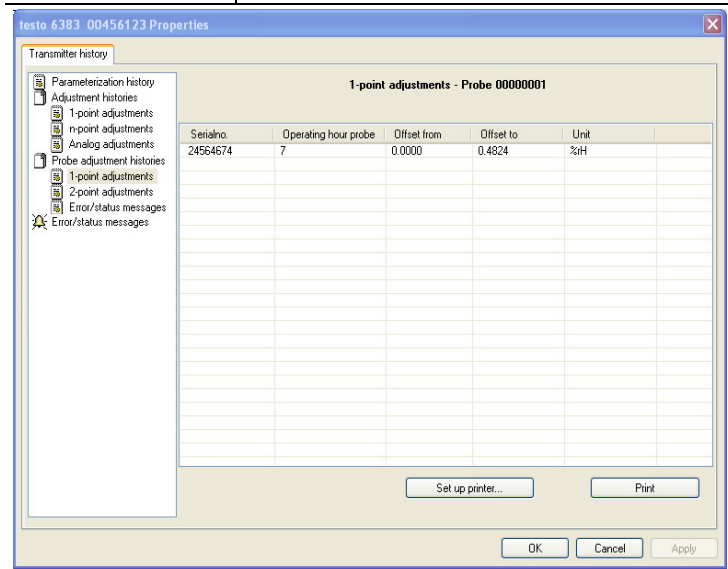 testo 6383 00456123 Properties
Transmitter history
Parameterization history
Adjustment histories
1-point adjustments
n-point adjustments
Analog adjustments
Probe adjustment histories
1-point adjustments
2-point adjustments
Error/status messages
Error/status messages
1-point adjustments - Probe 00000001
Serialno. Operating hour probe Offset from Offset to Unit
24564674 7 0.0000 0.4824 %rH
Set up printer... Print
OK Cancel Apply